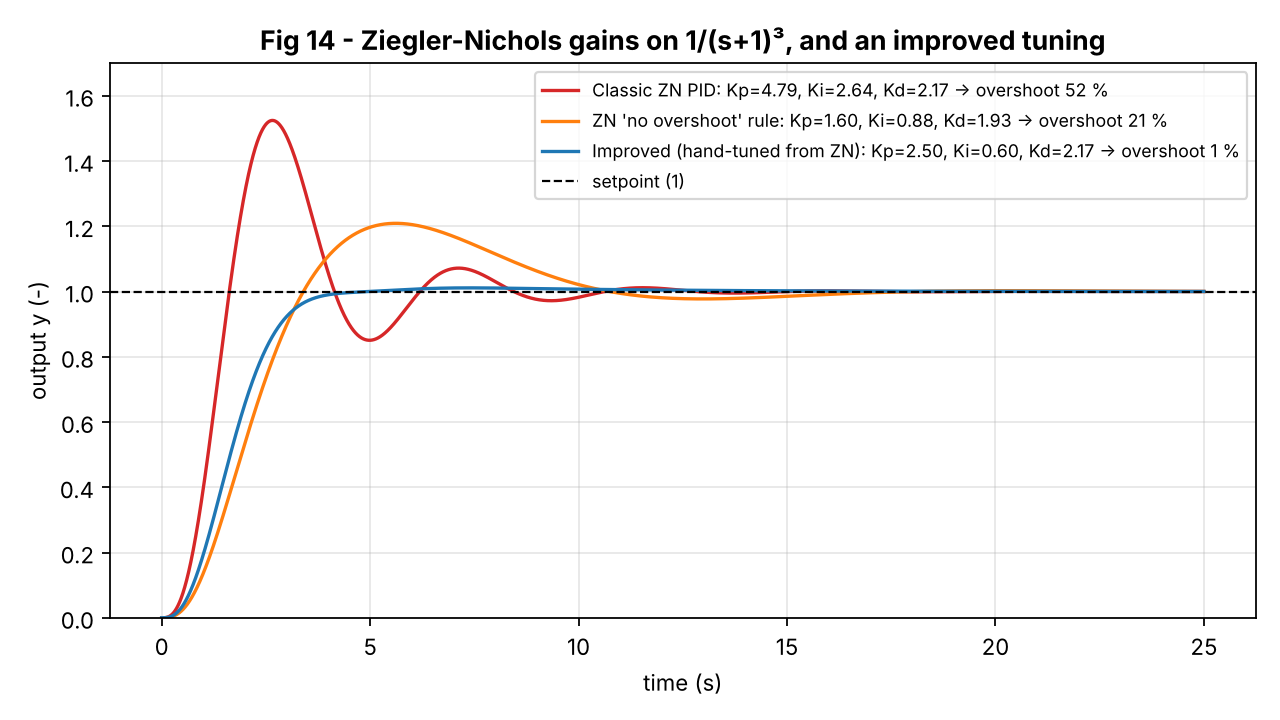 Fig 14 - Ziegler-Nichols gains on 1/(s+1)³, and an improved tuning
Classic ZN PID: Kp=4.79, Ki=2.64, Kd=2.17 → overshoot 52 %
ZN 'no overshoot' rule: Kp=1.60, Ki=0.88, Kd=1.93 → overshoot 21 %
Improved (hand-tuned from ZN): Kp=2.50, Ki=0.60, Kd=2.17 → overshoot 1 %
setpoint (1)
output y (-)
1.6
1.4
1.2
1.0
0.8
0.6
0.4
0.2
0.0
0 5 10 15 20 25
time (s)